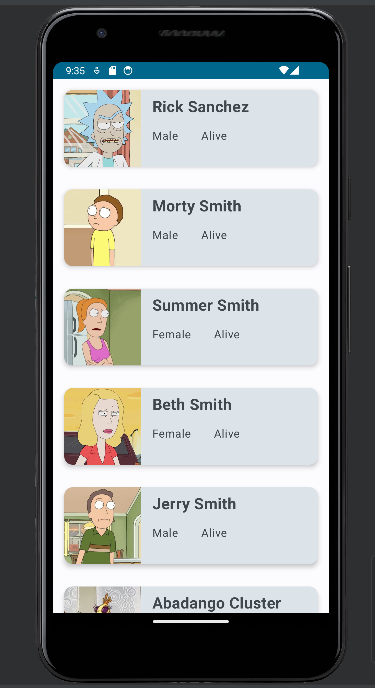 9:35
Rick Sanchez
Male Alive
Morty Smith
Male Alive
Summer Smith
Female Alive
Beth Smith
Female Alive
Jerry Smith
Male Alive
Abadango Cluster